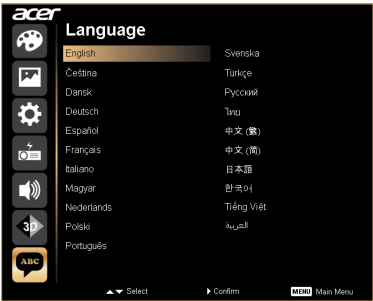 acer
Language
English
Čeština
Dansk
Deutsch
Español
Français
Italiano
Magyar
Nederlands
Polski
Português
Svenska
Türkçe
Русский
ไทย
中文 (繁)
中文 (简)
日本語
한국어
Tiếng Việt
العربية
3D
ABC
Select
Confirm
MENU Main Menu